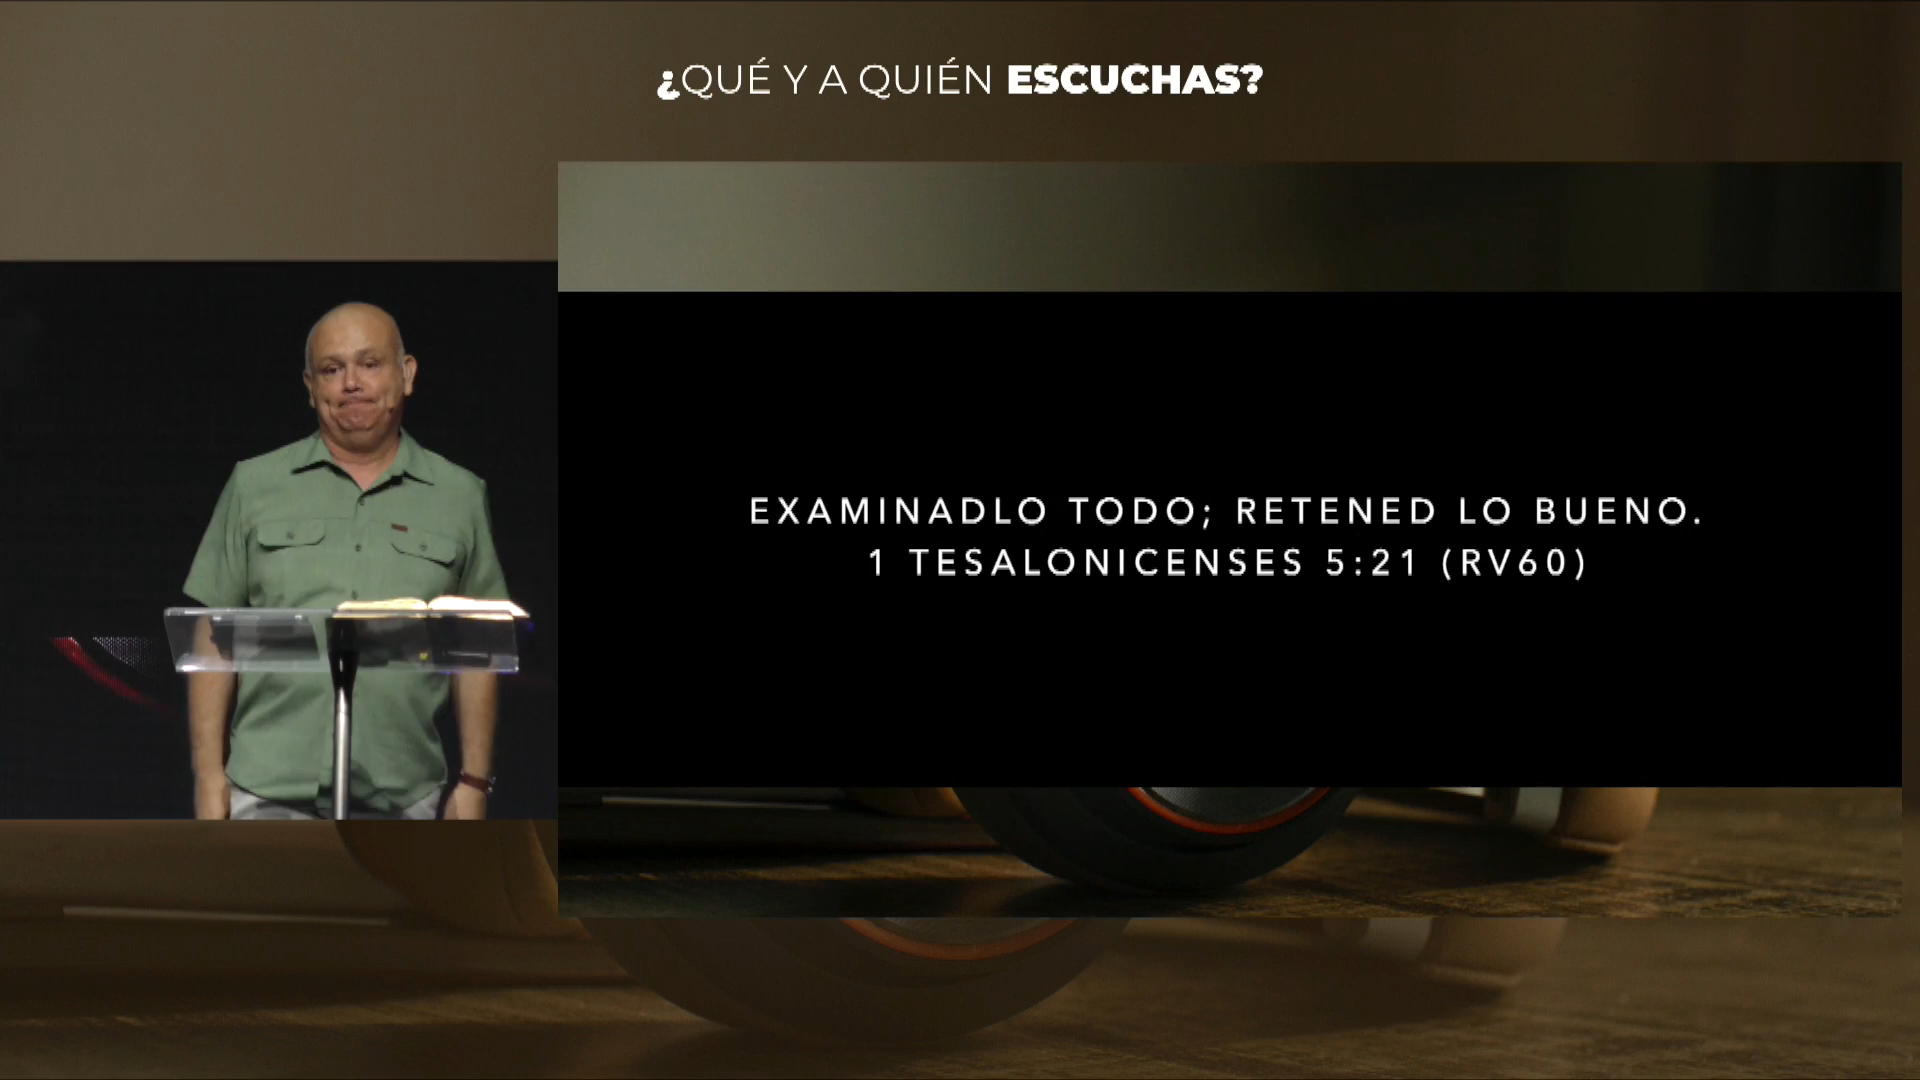 ¿QUÉ Y A QUIÉN ESCUCHAS?
EXAMINADLO TODO; RETENED LO BUENO.
1 TESALONICENSES 5:21 (RV60)